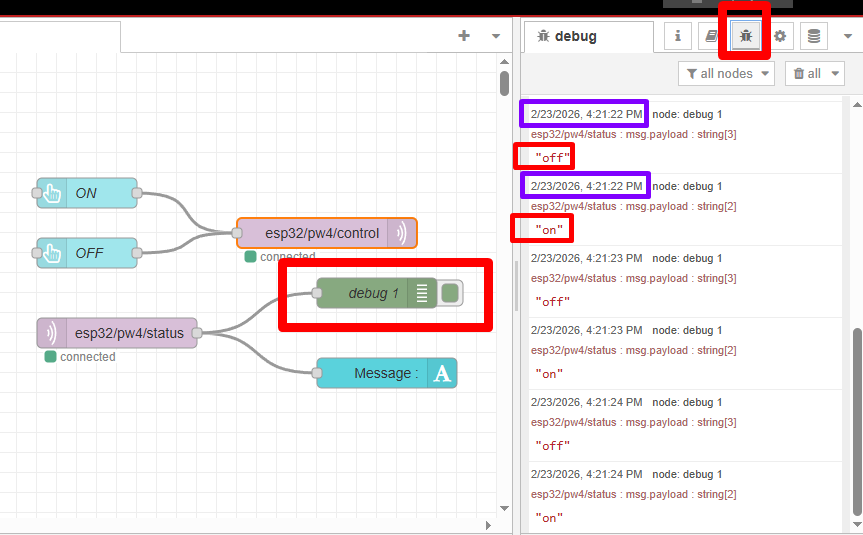 debug
i
all nodes
all
ON
OFF
esp32/pw4/control
connected
debug 1
esp32/pw4/status
connected
Message :
A
2/23/2026, 4:21:22 PM node: debug 1
esp32/pw4/status : msg.payload : string[3]
"off"
2/23/2026, 4:21:22 PM node: debug 1
esp32/pw4/status : msg.payload : string[2]
"on"
2/23/2026, 4:21:23 PM node: debug 1
esp32/pw4/status : msg.payload : string[3]
"off"
2/23/2026, 4:21:23 PM node: debug 1
esp32/pw4/status : msg.payload : string[2]
"on"
2/23/2026, 4:21:24 PM node: debug 1
esp32/pw4/status : msg.payload : string[3]
"off"
2/23/2026, 4:21:24 PM node: debug 1
esp32/pw4/status : msg.payload : string[2]
"on"